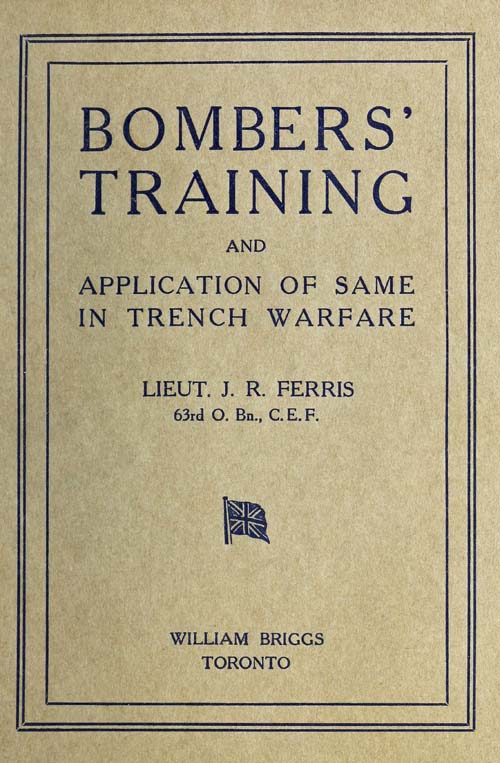 BOMBERS'
TRAINING
AND
APPLICATION OF SAME
IN TRENCH WARFARE
LIEUT. J. R. FERRIS
63rd O. Bn., C.E.F.
WILLIAM BRIGGS
TORONTO